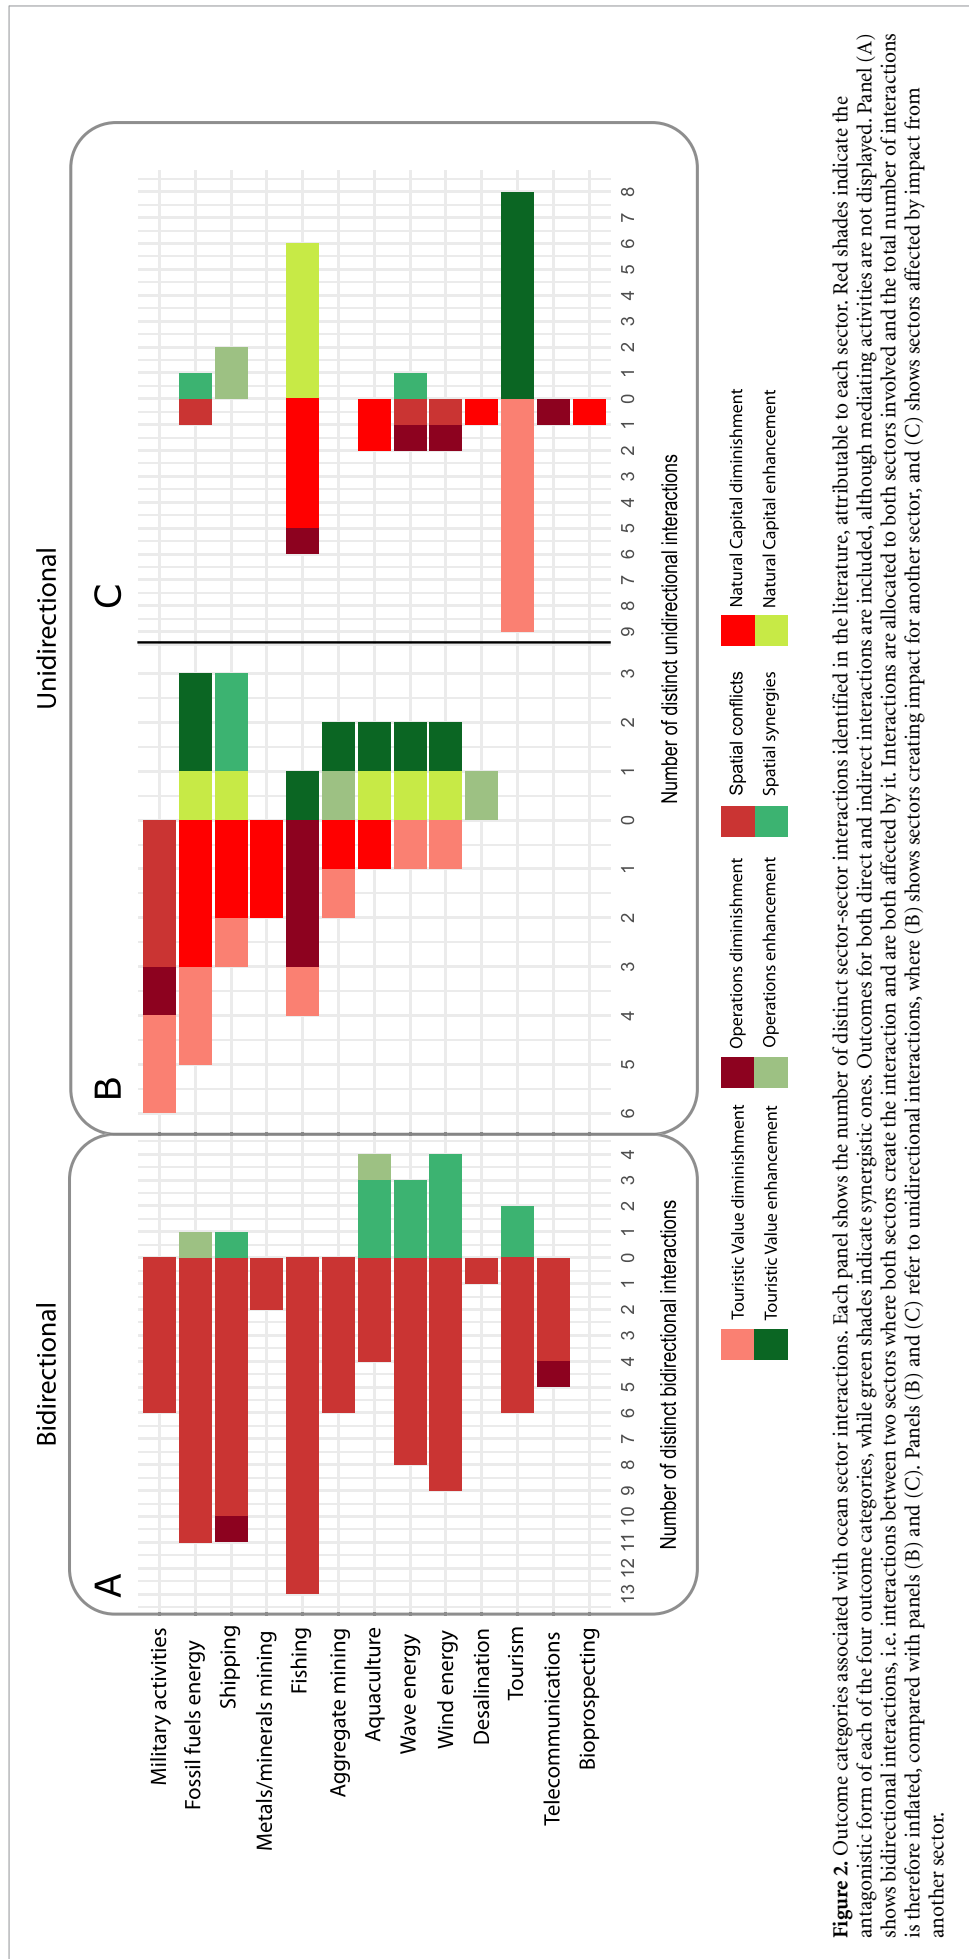 Bidirectional
Unidirectional
A
B
C
Military activities
Fossil fuels energy
Shipping
Metals/minerals mining
Fishing
Aggregate mining
Aquaculture
Wave energy
Wind energy
Desalination
Tourism
Telecommunications
Bioprospecting
13 12 11 10 9 8 7 6 5 4 3 2 1 0 1 2 3 4
6 5 4 3 2 1 0 1 2 3
9 8 7 6 5 4 3 2 1 0 1 2 3 4 5 6 7 8
Number of distinct bidirectional interactions
Number of distinct unidirectional interactions
Number of distinct unidirectional interactions
Touristic Value diminishment
Operations diminishment
Spatial conflicts
Natural Capital diminishment
Touristic Value enhancement
Operations enhancement
Spatial synergies
Natural Capital enhancement
Figure 2. Outcome categories associated with ocean sector interactions. Each panel shows the number of distinct sector-sector interactions identified in the literature, attributable to each sector. Red shades indicate the
antagonistic form of each of the four outcome categories, while green shades indicate synergistic ones. Outcomes for both direct and indirect interactions are included, although mediating activities are not displayed. Panel (A)
shows bidirectional interactions, i.e. interactions between two sectors where both sectors create the interaction and are both affected by it. Interactions are allocated to both sectors involved and the total number of interactions
is therefore inflated, compared with panels (B) and (C). Panels (B) and (C) refer to unidirectional interactions, where (B) shows sectors creating impact for another sector, and (C) shows sectors affected by impact from
another sector.